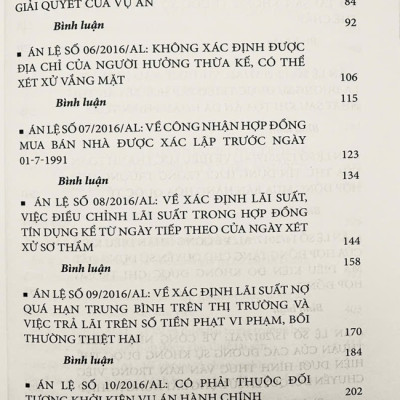 GIẢI QUYẾT CỦA VỤ ÁN 84
Bình luận 92
▪ ÁN LỆ SỐ 06/2016/AL: KHÔNG XÁC ĐỊNH ĐƯỢC
ĐỊA CHỈ CỦA NGƯỜI HƯỞNG THỪA KẾ, CÓ THỂ
XÉT XỬ VẮNG MẶT 106
Bình luận 115
▪ ÁN LỆ SỐ 07/2016/AL: VỀ CÔNG NHẬN HỢP ĐỒNG
MUA BÁN NHÀ ĐƯỢC XÁC LẬP TRƯỚC NGÀY
01-7-1991 123
Bình luận 134
▪ ÁN LỆ SỐ 08/2016/AL: VỀ XÁC ĐỊNH LÃI SUẤT,
VIỆC ĐIỀU CHỈNH LÃI SUẤT TRONG HỢP ĐỒNG
TÍN DỤNG KỂ TỪ NGÀY TIẾP THEO CỦA NGÀY XÉT
XỬ SƠ THẨM 144
Bình luận 158
▪ ÁN LỆ SỐ 09/2016/AL: VỀ XÁC ĐỊNH LÃI SUẤT NỢ
QUÁ HẠN TRUNG BÌNH TRÊN THỊ TRƯỜNG VÀ
VIỆC TRẢ LÃI TRÊN SỐ TIỀN PHẠT VI PHẠM, BỒI
THƯỜNG THIỆT HẠI 170
Bình luận 184
▪ ÁN LỆ SỐ 10/2016/AL: CÓ PHẢI THUỘC ĐỐI
TƯỢNG KHỞI KIỆN VỤ ÁN HÀNH CHÍNH 202